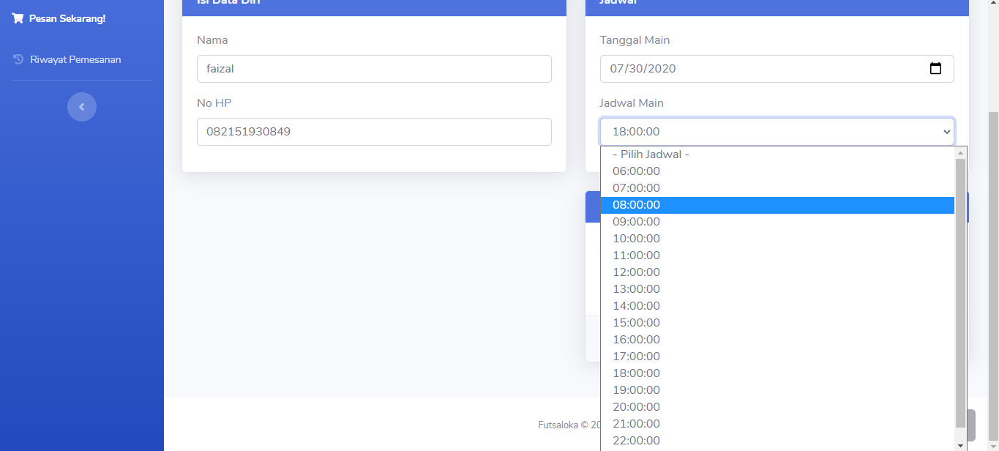 Pesan Sekarang!
Riwayat Pemesanan
Isi Data Diri
Nama
faizal
No HP
082151930849
Jadwal
Tanggal Main
07/30/2020
Jadwal Main
18:00:00
- Pilih Jadwal -
06:00:00
07:00:00
08:00:00
09:00:00
10:00:00
11:00:00
12:00:00
13:00:00
14:00:00
15:00:00
16:00:00
17:00:00
18:00:00
19:00:00
20:00:00
21:00:00
22:00:00
Futsaloka © 20